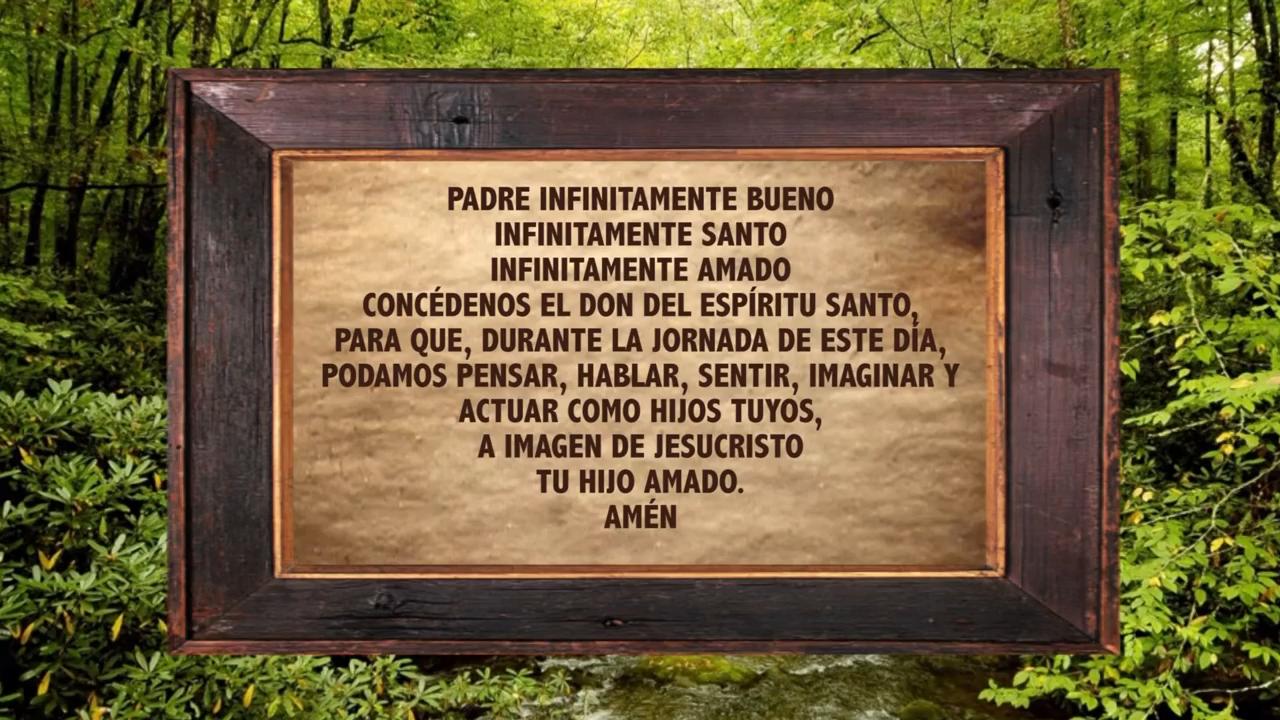 PADRE INFINITAMENTE BUENO
INFINITAMENTE SANTO
INFINITAMENTE AMADO
CONCÉDENOS EL DON DEL ESPÍRITU SANTO,
PARA QUE, DURANTE LA JORNADA DE ESTE DÍA,
PODAMOS PENSAR, HABLAR, SENTIR, IMAGINAR Y
ACTUAR COMO HIJOS TUYOS,
A IMAGEN DE JESUCRISTO
TU HIJO AMADO.
AMÉN